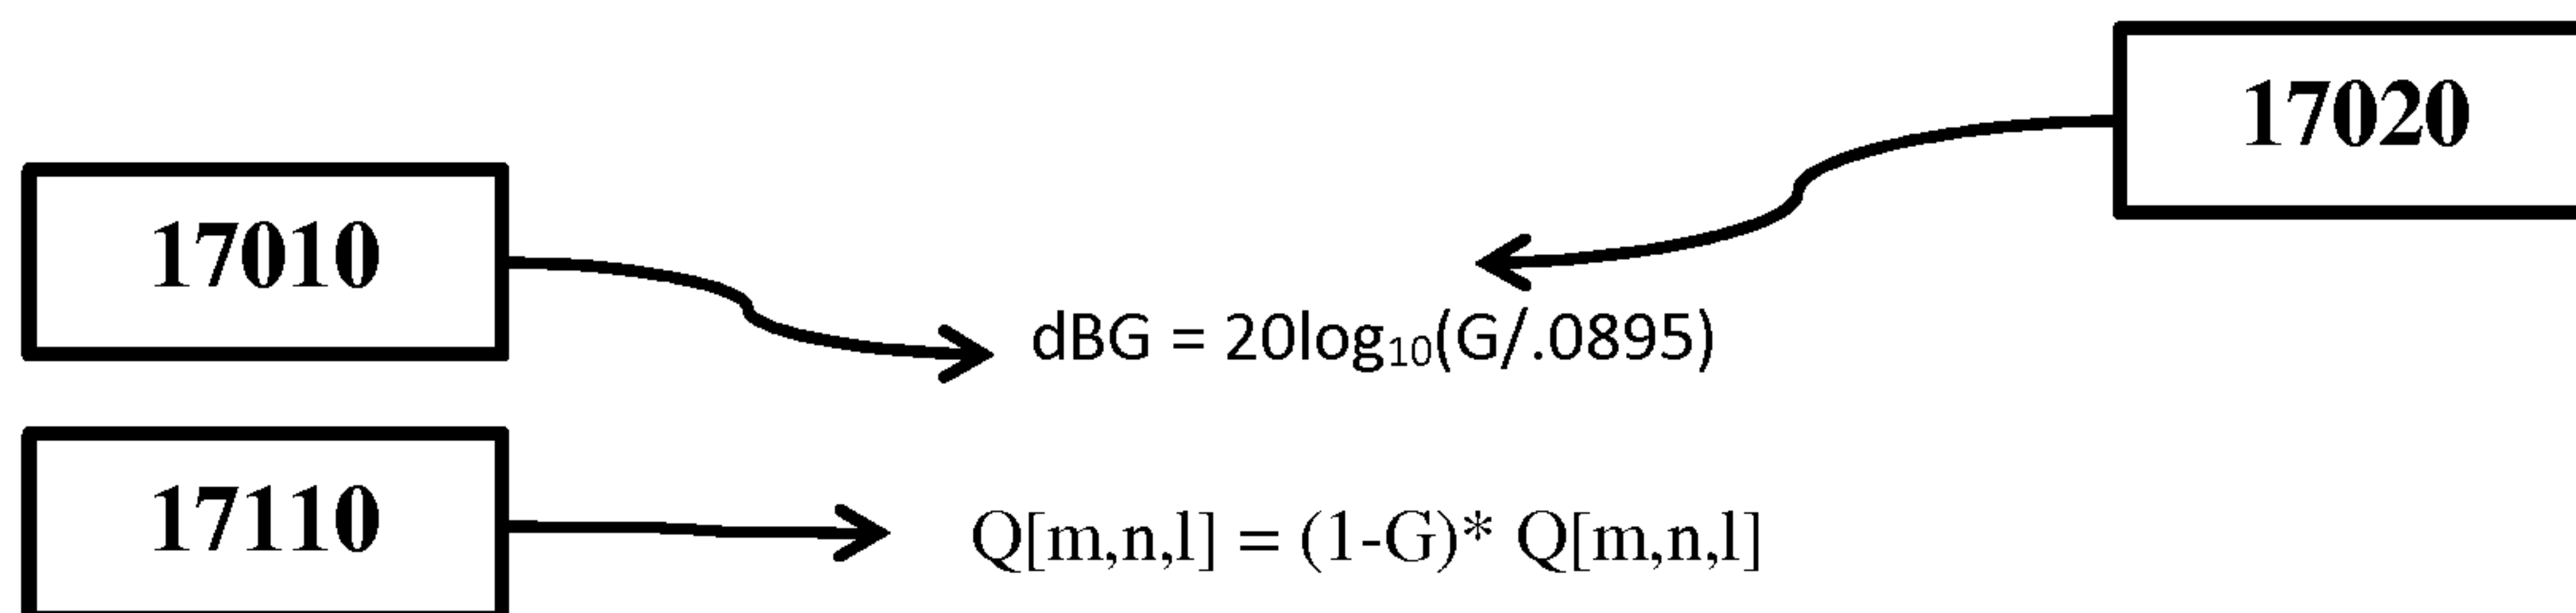 17020
17010
dBG = 20log₁₀(G/.0895)
17110
Q[m,n,l] = (1-G)* Q[m,n,l]